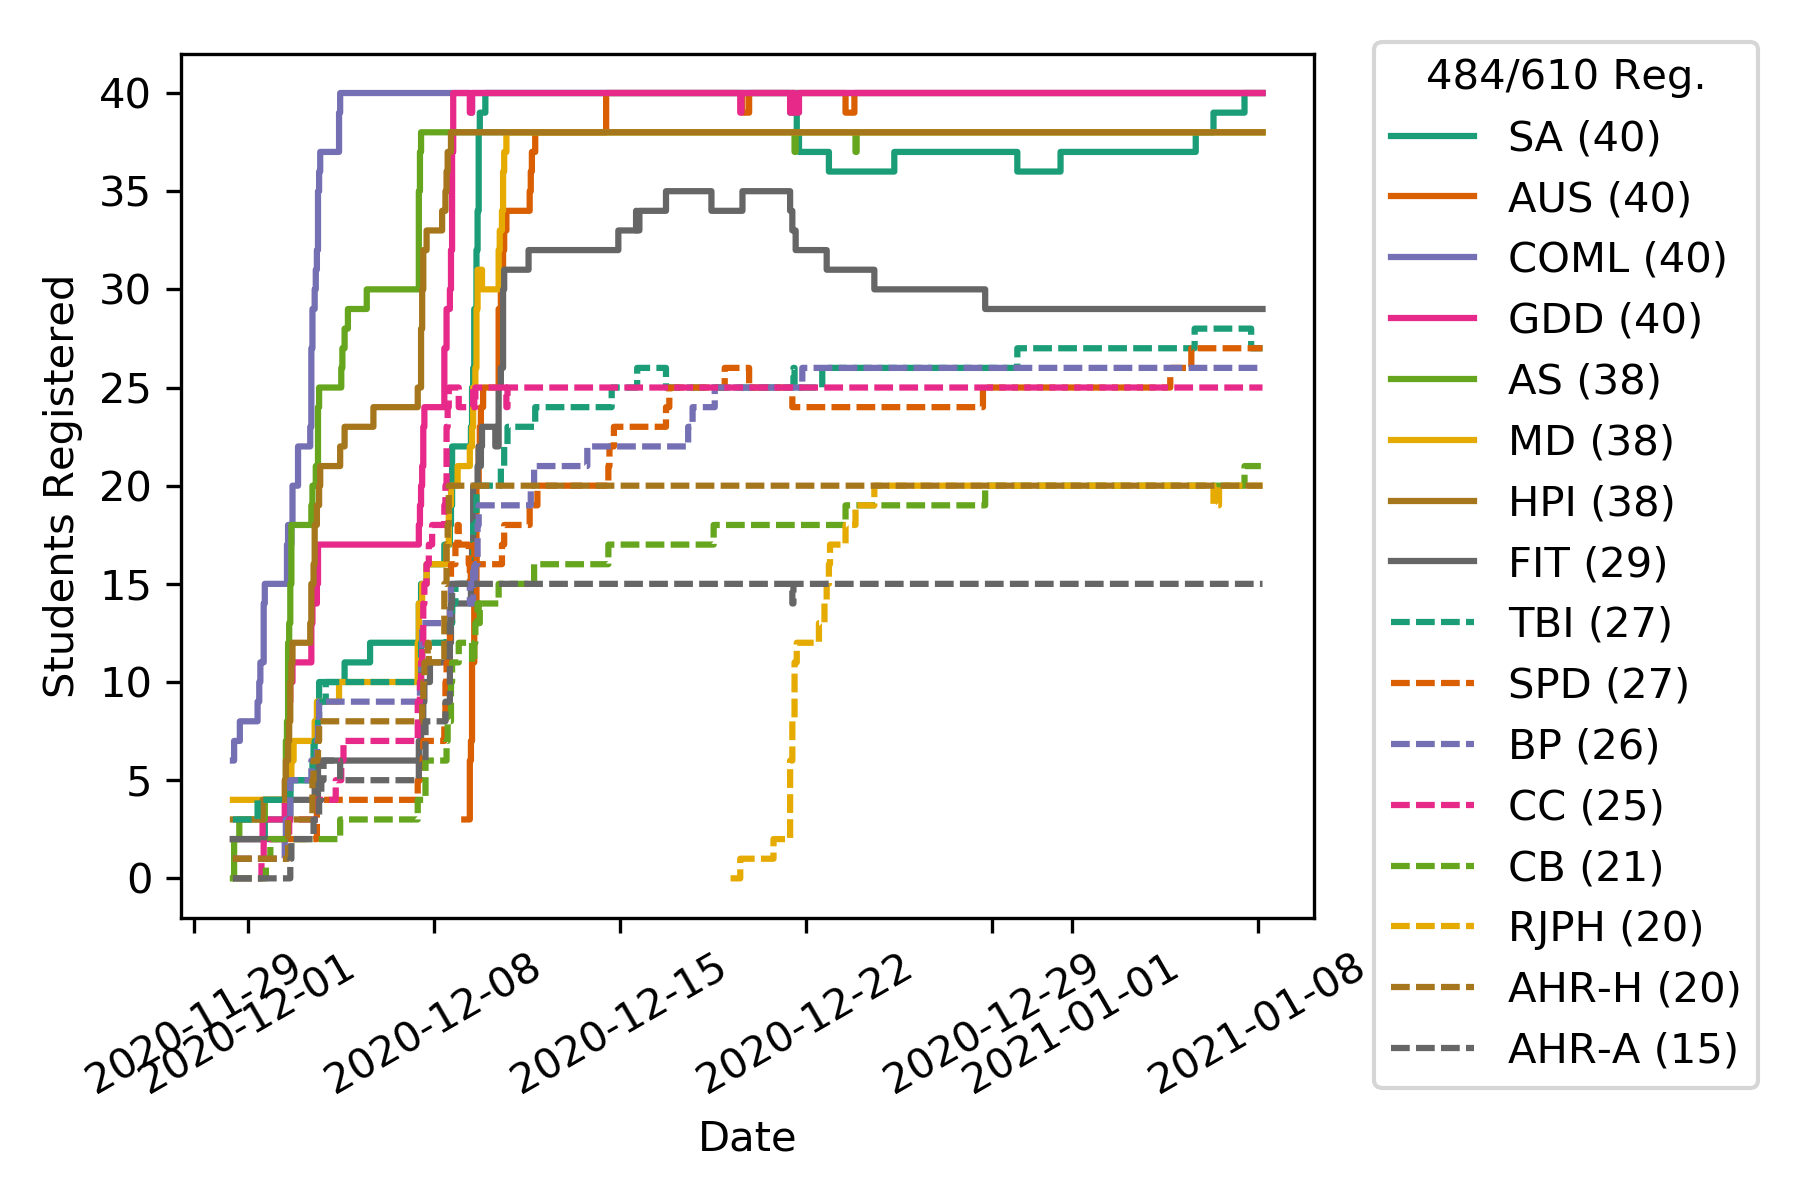 40
35
30
25
20
15
10
5
0
Students Registered
2020-11-29
2020-12-01
2020-12-08
2020-12-15
2020-12-22
2020-12-29
2021-01-01
2021-01-08
Date
484/610 Reg.
SA (40)
AUS (40)
COML (40)
GDD (40)
AS (38)
MD (38)
HPI (38)
FIT (29)
TBI (27)
SPD (27)
BP (26)
CC (25)
CB (21)
RJPH (20)
AHR-H (20)
AHR-A (15)